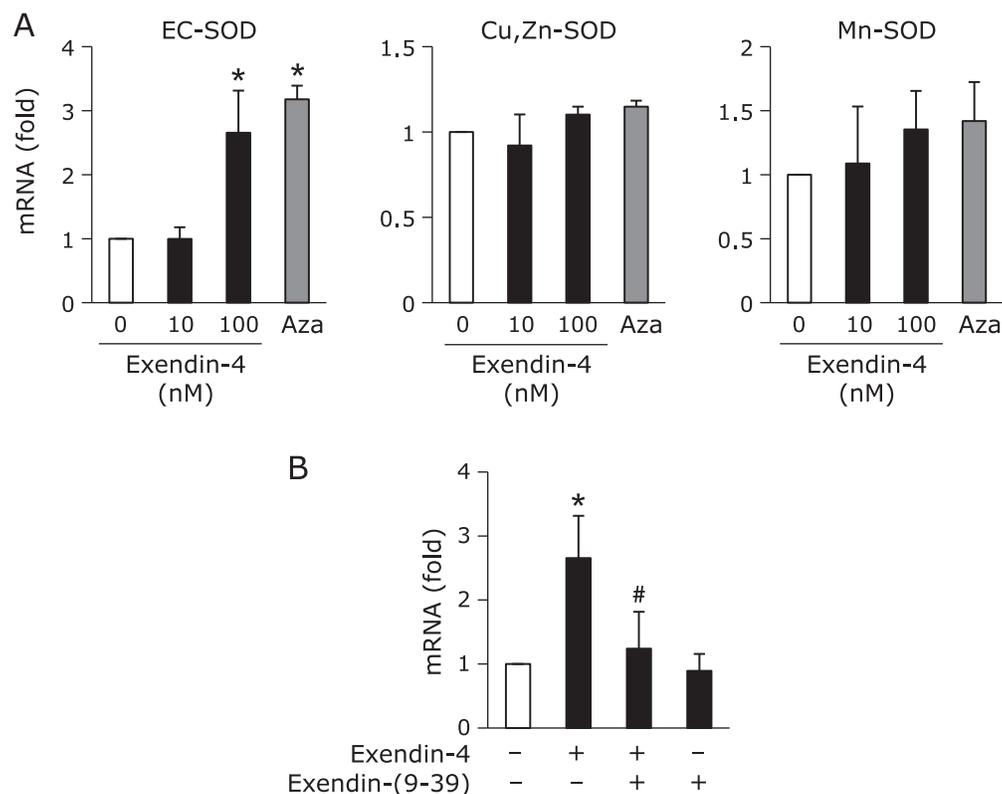 A
EC-SOD
mRNA (fold)
4
3
2
1
0
* *
0 10 100 Aza
Exendin-4
(nM)
Cu,Zn-SOD
1.5
1
0.5
0
0 10 100 Aza
Exendin-4
(nM)
Mn-SOD
2
1.5
1
0.5
0
0 10 100 Aza
Exendin-4
(nM)
B
mRNA (fold)
4
3
2
1
0
*
#
Exendin-4 − + + −
Exendin-(9-39) − − + +